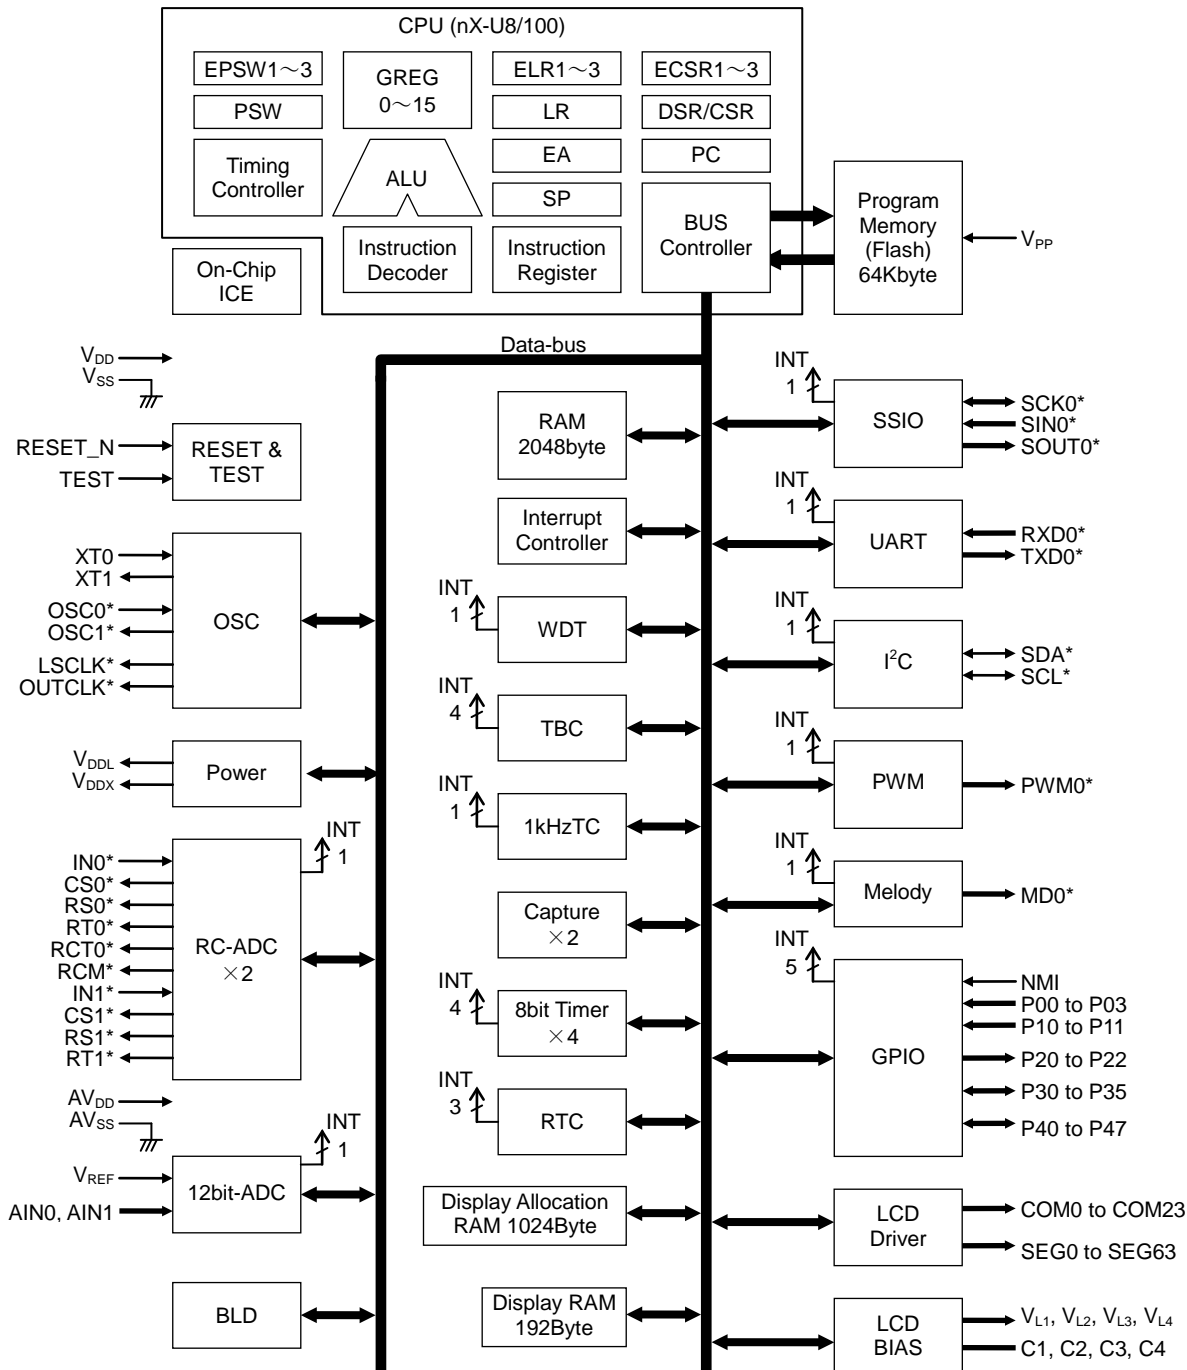 CPU (nX-U8/100)
EPSW1～3
GREG
0～15
ELR1～3
ECSR1～3
PSW
LR
DSR/CSR
Timing
Controller
ALU
EA
PC
SP
BUS
Controller
Instruction
Decoder
Instruction
Register
On-Chip
ICE
Program
Memory
(Flash)
64Kbyte
VPP
Data-bus
VDD
VSS
RESET_N
TEST
RESET &
TEST
XT0
XT1
OSC0*
OSC1*
LSCLK*
OUTCLK*
OSC
VDDL
VDDX
Power
IN0*
CS0*
RS0*
RT0*
RCT0*
RCM*
IN1*
CS1*
RS1*
RT1*
RC-ADC
×2
INT
1
AVDD
AVSS
VREF
AIN0, AIN1
12bit-ADC
INT
1
BLD
RAM
2048byte
Interrupt
Controller
INT
1
WDT
INT
4
TBC
INT
1
1kHzTC
Capture
×2
INT
4
8bit Timer
×4
INT
3
RTC
Display Allocation
RAM 1024Byte
Display RAM
192Byte
INT
1
SSIO
SCK0*
SIN0*
SOUT0*
INT
1
UART
RXD0*
TXD0*
INT
1
I²C
SDA*
SCL*
INT
1
PWM
PWM0*
INT
1
Melody
MD0*
INT
5
GPIO
NMI
P00 to P03
P10 to P11
P20 to P22
P30 to P35
P40 to P47
LCD
Driver
COM0 to COM23
SEG0 to SEG63
LCD
BIAS
VL1, VL2, VL3, VL4
C1, C2, C3, C4